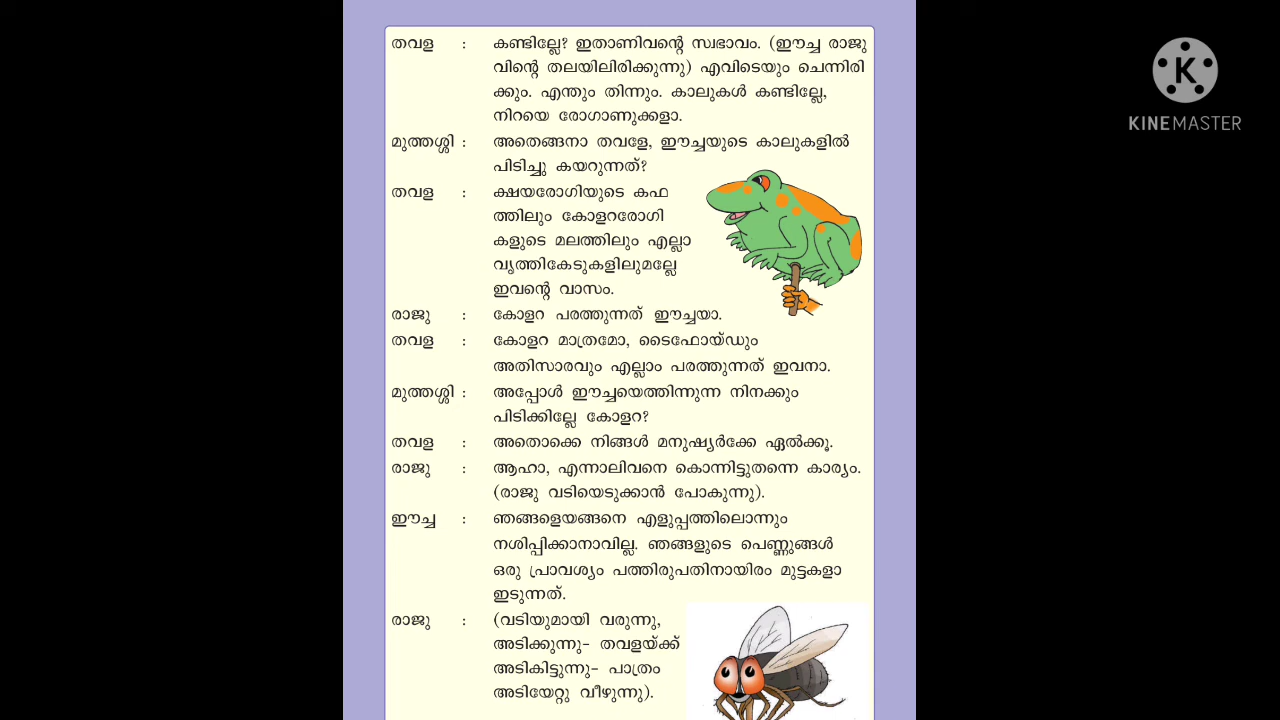 തവള : കണ്ടില്ലേ? ഇതാണിവന്റെ സ്വഭാവം. (ഈച്ച രാജു
വിന്റെ തലയിലിരിക്കുന്നു) എവിടെയും ചെന്നിരി
ക്കും. എന്തും തിന്നും. കാലുകൾ കണ്ടില്ലേ,
നിറയെ രോഗാണുക്കളാ.
മുത്തശ്ശി : അതെങ്ങനാ തവളേ, ഈച്ചയുടെ കാലുകളിൽ
പിടിച്ചു കയറുന്നത്?
തവള : ക്ഷയരോഗിയുടെ കഫ
ത്തിലും കോളറരോഗി
കളുടെ മലത്തിലും എല്ലാ
വൃത്തികേടുകളിലുമല്ലേ
ഇവന്റെ വാസം.
രാജു : കോളറ പരത്തുന്നത് ഈച്ചയാ.
തവള : കോളറ മാത്രമോ, ടൈഫോയ്ഡും
അതിസാരവും എല്ലാം പരത്തുന്നത് ഇവനാ.
മുത്തശ്ശി : അപ്പോൾ ഈച്ചയെത്തിന്നുന്ന നിനക്കും
പിടിക്കില്ലേ കോളറ?
തവള : അതൊക്കെ നിങ്ങൾ മനുഷ്യർക്കേ ഏൽക്കൂ.
രാജു : ആഹാ, എന്നാലിവനെ കൊന്നിട്ടുതന്നെ കാര്യം.
(രാജു വടിയെടുക്കാൻ പോകുന്നു).
ഈച്ച : ഞങ്ങളെയങ്ങനെ എളുപ്പത്തിലൊന്നും
നശിപ്പിക്കാനാവില്ല. ഞങ്ങളുടെ പെണ്ണുങ്ങൾ
ഒരു പ്രാവശ്യം പത്തിരുപതിനായിരം മുട്ടകളാ
ഇടുന്നത്.
രാജു : (വടിയുമായി വരുന്നു,
അടിക്കുന്നു- തവളയ്ക്ക്
അടികിട്ടുന്നു- പാത്രം
അടിയേറ്റു വീഴുന്നു).
K
KINEMASTER